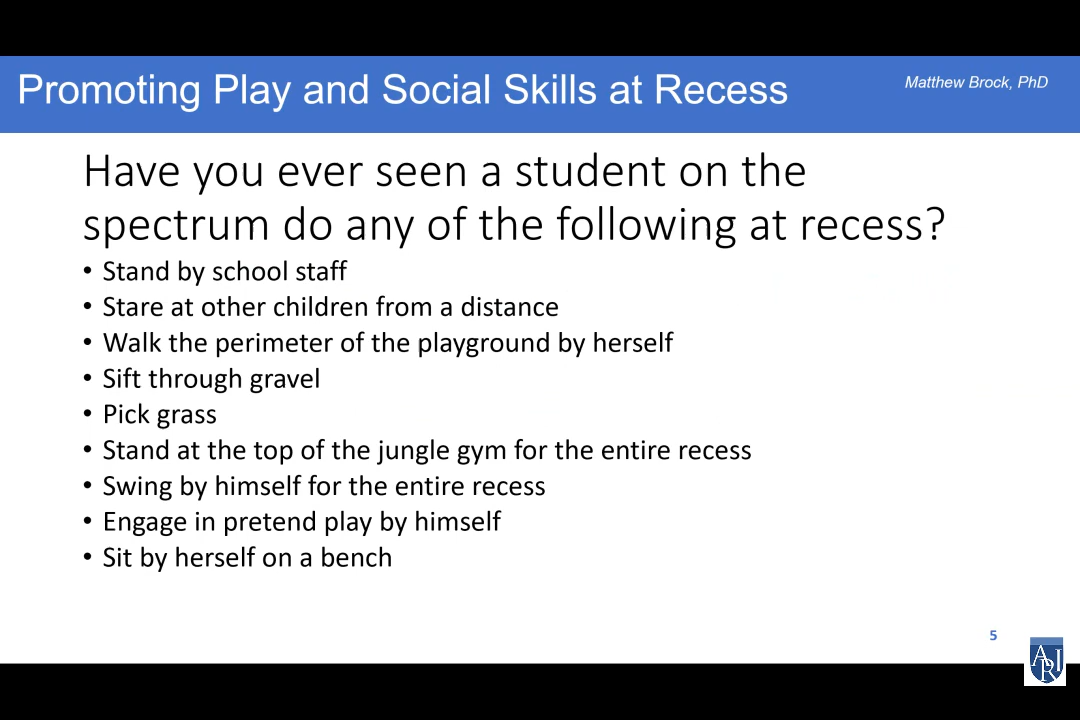 Promoting Play and Social Skills at Recess
Matthew Brock, PhD
Have you ever seen a student on the
spectrum do any of the following at recess?
• Stand by school staff
• Stare at other children from a distance
• Walk the perimeter of the playground by herself
• Sift through gravel
• Pick grass
• Stand at the top of the jungle gym for the entire recess
• Swing by himself for the entire recess
• Engage in pretend play by himself
• Sit by herself on a bench
5
ARI